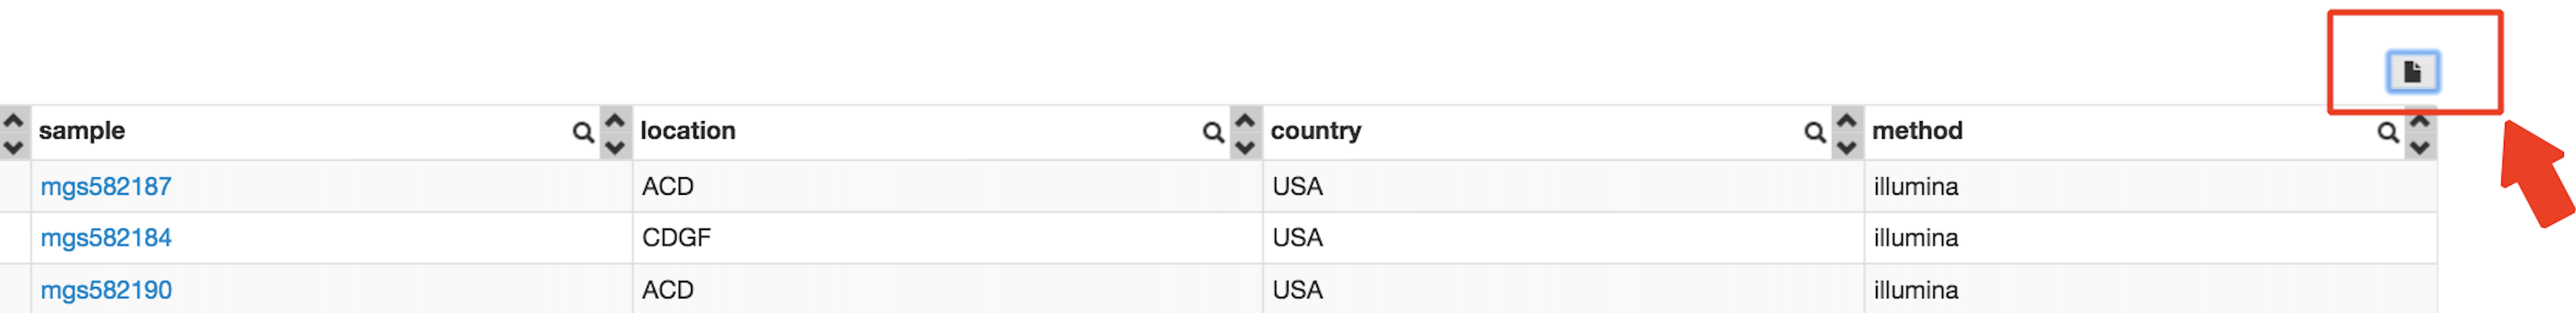 sample location country method
mgs582187 ACD USA illumina
mgs582184 CDGF USA illumina
mgs582190 ACD USA illumina